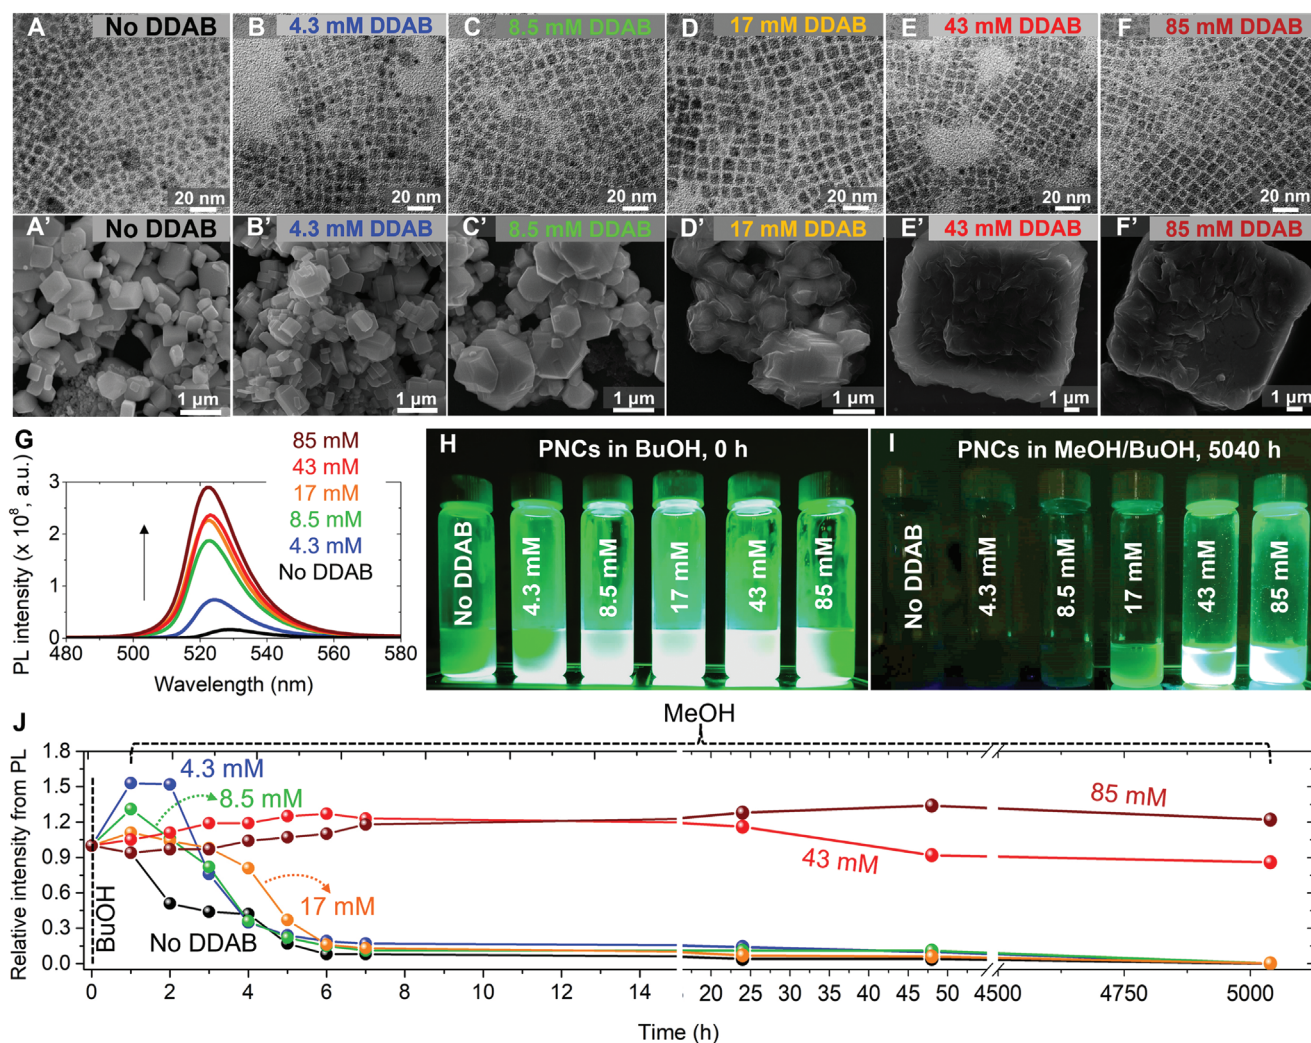 A No DDAB
B 4.3 mM DDAB
C 8.5 mM DDAB
D 17 mM DDAB
E 43 mM DDAB
F 85 mM DDAB
20 nm
20 nm
20 nm
20 nm
20 nm
20 nm
A' No DDAB
B' 4.3 mM DDAB
C' 8.5 mM DDAB
D' 17 mM DDAB
E' 43 mM DDAB
F' 85 mM DDAB
1 μm
1 μm
1 μm
1 μm
1 μm
1 μm
G
85 mM
43 mM
17 mM
8.5 mM
4.3 mM
No DDAB
PL intensity (x 10⁸, a.u.)
3
2
1
0
480 500 520 540 560 580
Wavelength (nm)
H PNCs in BuOH, 0 h
No DDAB
4.3 mM
8.5 mM
17 mM
43 mM
85 mM
I PNCs in MeOH/BuOH, 5040 h
No DDAB
4.3 mM
8.5 mM
17 mM
43 mM
85 mM
J
MeOH
Relative intensity from PL
1.8
1.5
1.2
0.9
0.6
0.3
0.0
BuOH
4.3 mM
8.5 mM
17 mM
No DDAB
85 mM
43 mM
0 2 4 6 8 10 12 14 20 25 30 35 40 45 50 4500 4750 5000
Time (h)